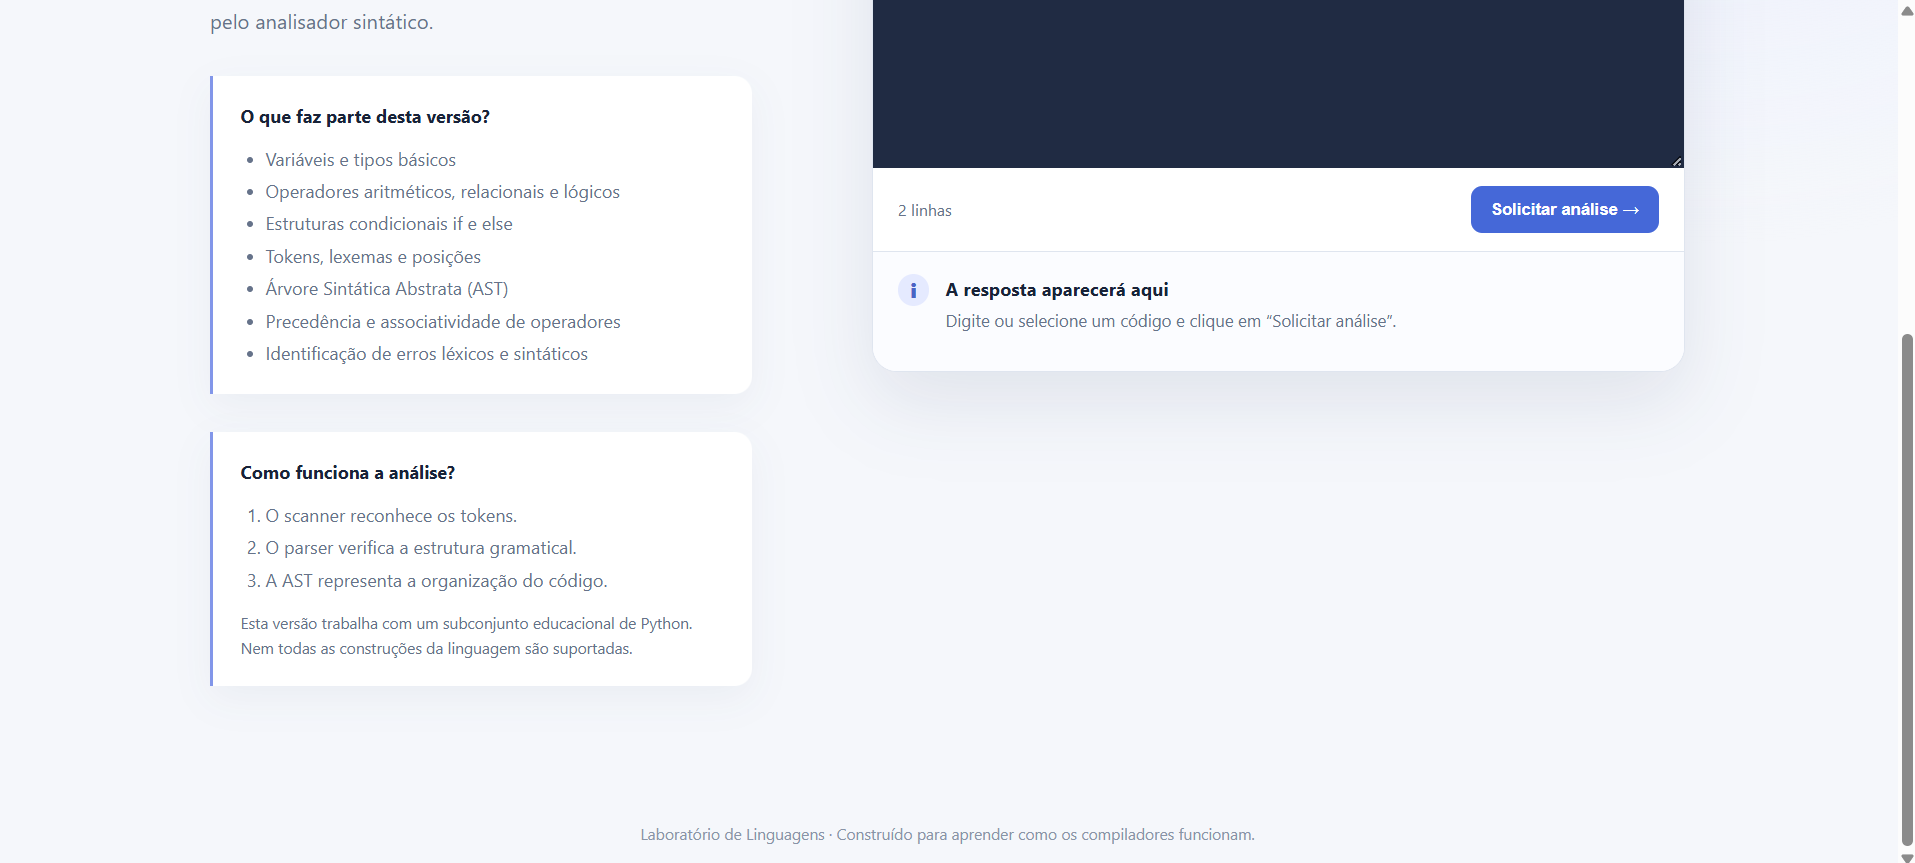 pelo analisador sintático.
O que faz parte desta versão?
• Variáveis e tipos básicos
• Operadores aritméticos, relacionais e lógicos
• Estruturas condicionais if e else
• Tokens, lexemas e posições
• Árvore Sintática Abstrata (AST)
• Precedência e associatividade de operadores
• Identificação de erros léxicos e sintáticos
Como funciona a análise?
1. O scanner reconhece os tokens.
2. O parser verifica a estrutura gramatical.
3. A AST representa a organização do código.
Esta versão trabalha com um subconjunto educacional de Python.
Nem todas as construções da linguagem são suportadas.
2 linhas
Solicitar análise →
i
A resposta aparecerá aqui
Digite ou selecione um código e clique em “Solicitar análise”.
Laboratório de Linguagens · Construído para aprender como os compiladores funcionam.